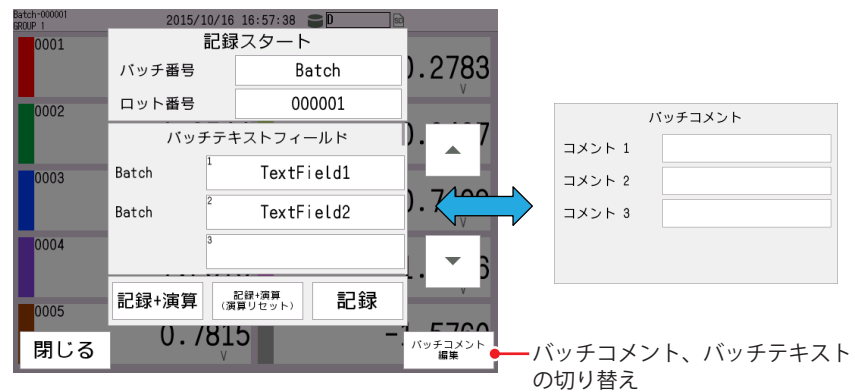 Batch-000001
GROUP 1
2015/10/16 16:57:38
D
0001
記録スタート
バッチ番号
Batch
ロット番号
000001
0.2783
V
0002
バッチテキストフィールド
Batch
1
TextField1
0003
Batch
2
TextField2
3
0004
V
記録+演算
記録+演算
(演算リセット)
記録
0005
0.7815
V
閉じる
バッチコメント
編集
バッチコメント
コメント 1
コメント 2
コメント 3
バッチコメント、バッチテキスト
の切り替え